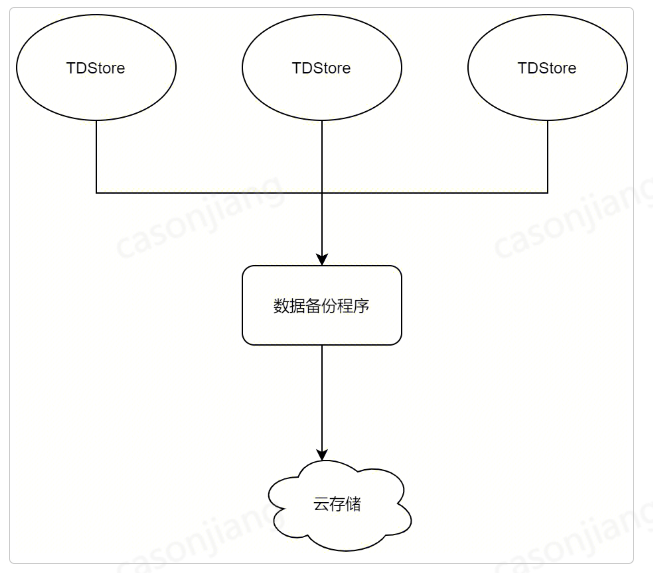 TDStore TDStore TDStore
casonjiang casonjiang
数据备份程序
云存储
casonjiang casonjiang